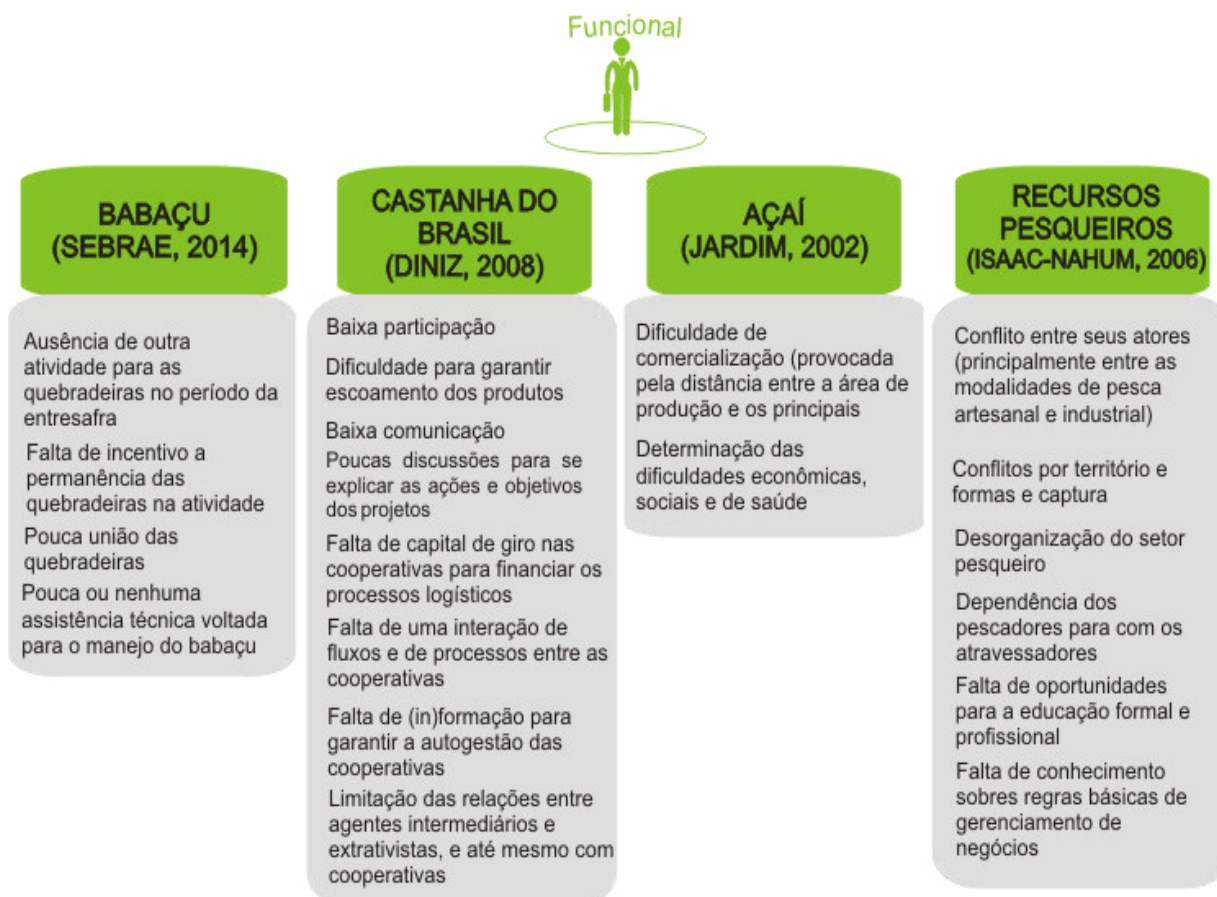 Funcional
BABAÇU
(SEBRAE, 2014)
Ausência de outra
atividade para as
quebradeiras no período da
entresafra
Falta de incentivo a
permanência das
quebradeiras na atividade
Pouca união das
quebradeiras
Pouca ou nenhuma
assistência técnica voltada
para o manejo do babaçu
CASTANHA DO
BRASIL
(DINIZ, 2008)
Baixa participação
Dificuldade para garantir
escoamento dos produtos
Baixa comunicação
Poucas discussões para se
explicar as ações e objetivos
dos projetos
Falta de capital de giro nas
cooperativas para financiar os
processos logísticos
Falta de uma interação de
fluxos e de processos entre as
cooperativas
Falta de (in)formação para
garantir a autogestão das
cooperativas
Limitação das relações entre
agentes intermediários e
extrativistas, e até mesmo com
cooperativas
AÇAÍ
(JARDIM, 2002)
Dificuldade de
comercialização (provocada
pela distância entre a área de
produção e os principais
Determinação das
dificuldades econômicas,
sociais e de saúde
RECURSOS
PESQUEIROS
(ISAAC-NAHUM, 2006)
Conflito entre seus atores
(principalmente entre as
modalidades de pesca
artesanal e industrial)
Conflitos por território e
formas e captura
Desorganização do setor
pesqueiro
Dependência dos
pescadores para com os
atravessadores
Falta de oportunidades
para a educação formal e
profissional
Falta de conhecimento
sobres regras básicas de
gerenciamento de
negócios